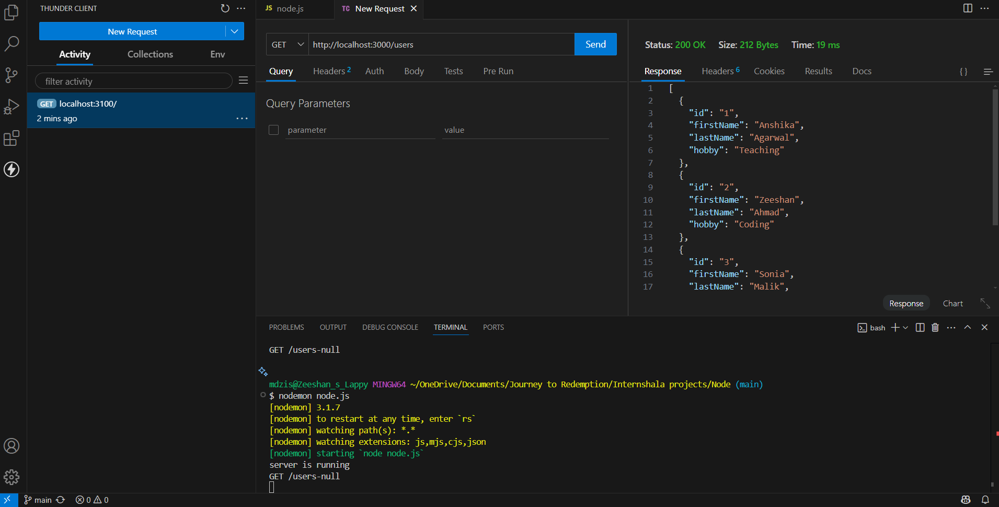 THUNDER CLIENT
New Request
Activity Collections Env
filter activity
GET localhost:3100/
2 mins ago
JS node.js TC New Request
GET http://localhost:3000/users Send
Query Headers 2 Auth Body Tests Pre Run
Query Parameters
parameter value
Status: 200 OK Size: 212 Bytes Time: 19 ms
Response Headers 6 Cookies Results Docs { }
1 [
2 {
3 "id": "1",
4 "firstName": "Anshika",
5 "lastName": "Agarwal",
6 "hobby": "Teaching"
7 },
8 {
9 "id": "2",
10 "firstName": "Zeeshan",
11 "lastName": "Ahmad",
12 "hobby": "Coding"
13 },
14 {
15 "id": "3",
16 "firstName": "Sonia",
17 "lastName": "Malik",
Response Chart
PROBLEMS OUTPUT DEBUG CONSOLE TERMINAL PORTS
bash
GET /users-null
mdzis@Zeeshan_s_Lappy MINGW64 ~/OneDrive/Documents/Journey to Redemption/Internshala projects/Node (main)
$ nodemon node.js
[nodemon] 3.1.7
[nodemon] to restart at any time, enter `rs`
[nodemon] watching path(s): *.*
[nodemon] watching extensions: js,mjs,cjs,json
[nodemon] starting `node node.js`
server is running
GET /users-null
main 0 0